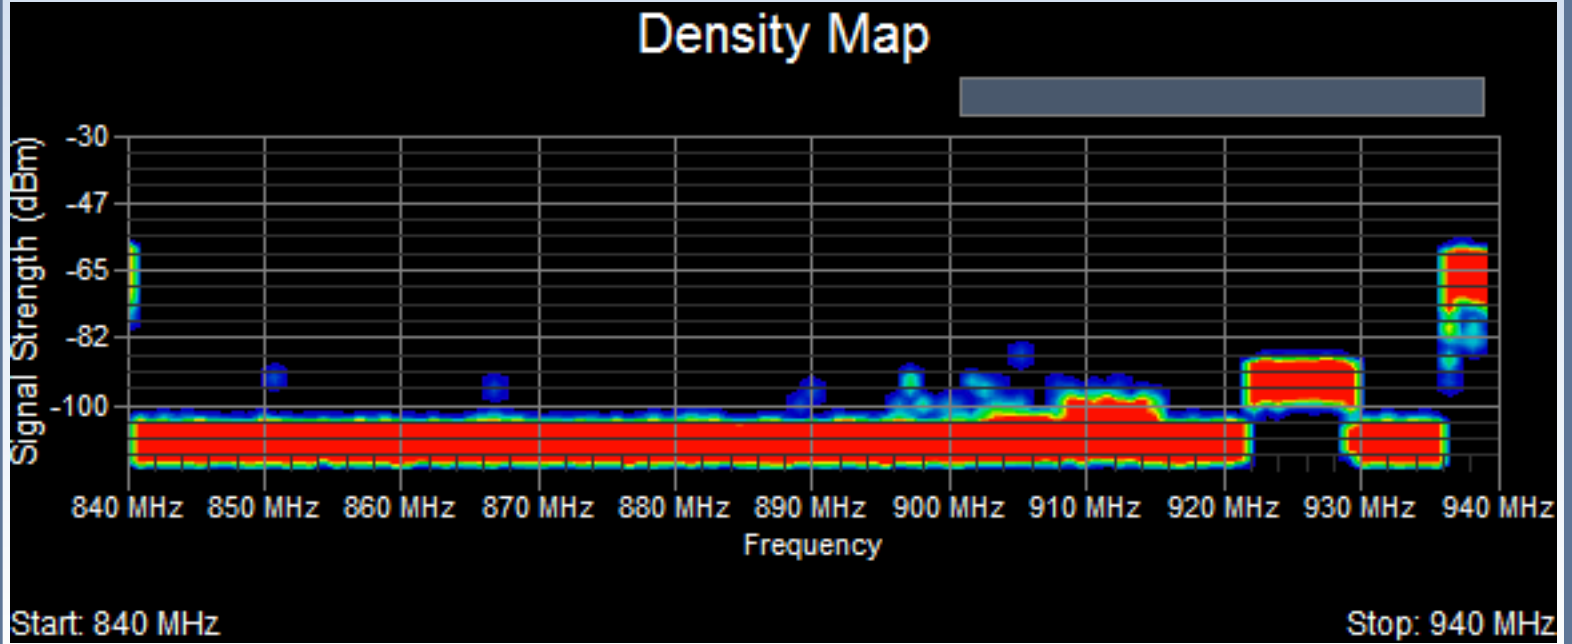 Density Map
Signal Strength (dBm)
-30
-47
-65
-82
-100
840 MHz 850 MHz 860 MHz 870 MHz 880 MHz 890 MHz 900 MHz 910 MHz 920 MHz 930 MHz 940 MHz
Frequency
Start: 840 MHz Stop: 940 MHz